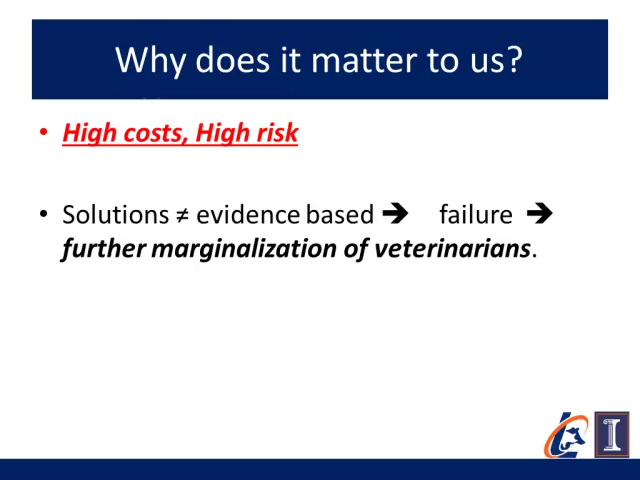 Why does it matter to us?
• High costs, High risk
• Solutions ≠ evidence based ➔ failure ➔
further marginalization of veterinarians.
I